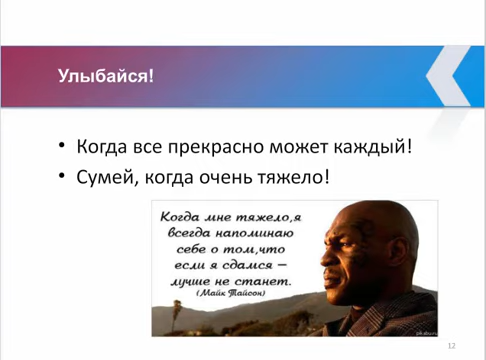 Улыбайся!
• Когда все прекрасно может каждый!
• Сумей, когда очень тяжело!
Когда мне тяжело,я
всегда напоминаю
себе о том,что
если я сдамся –
лучше не станет.
(Майк Тайсон)
12